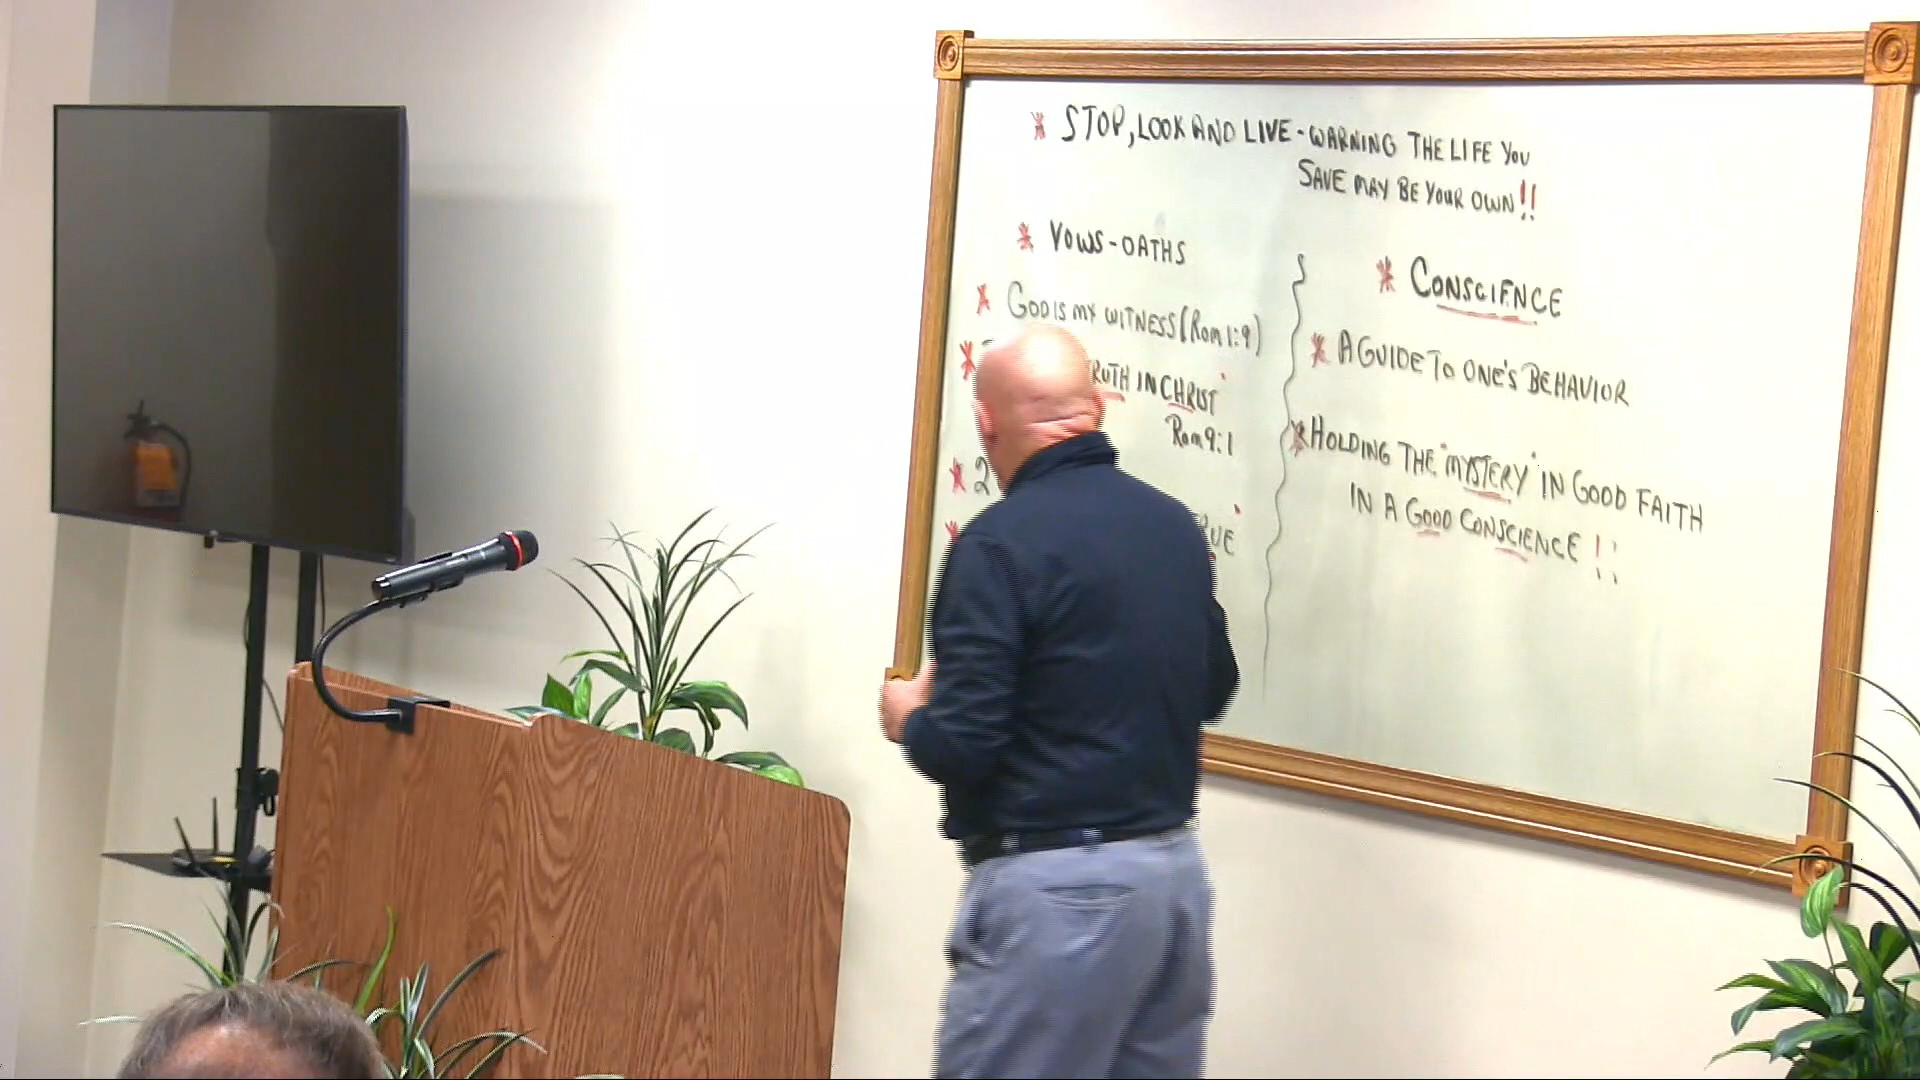 * STOP, LOOK AND LIVE - WARNING THE LIFE YOU
SAVE MAY BE YOUR OWN!!
* VOWS - OATHS
* GOD IS MY WITNESS (Rom 1:9)
* IN CHRIST"
Rom 9:1
* 2
*
* CONSCIENCE
* A GUIDE TO ONE'S BEHAVIOR
* HOLDING THE "MYSTERY" IN GOOD FAITH
IN A GOOD CONSCIENCE !!